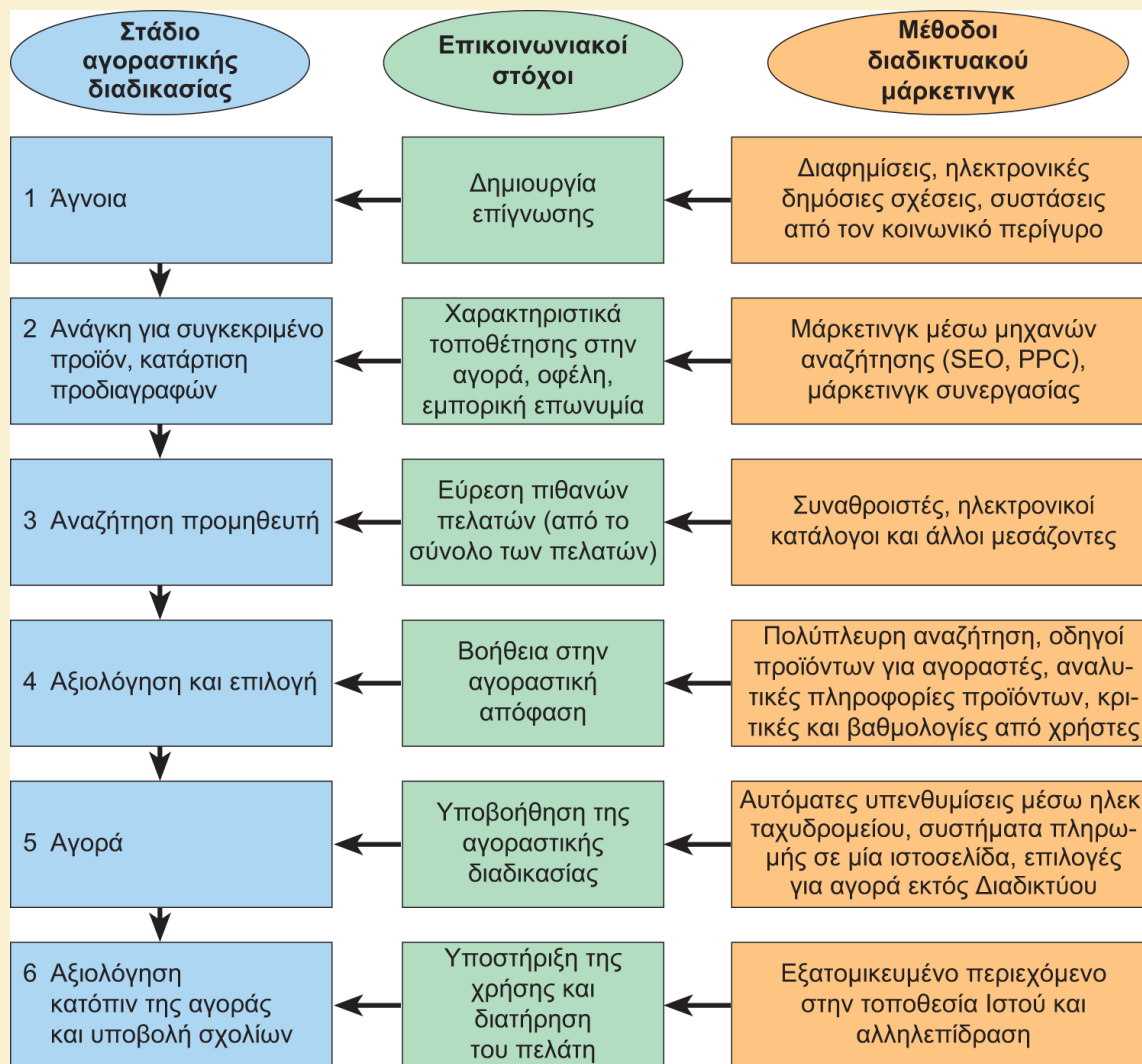 Στάδιο
αγοραστικής
διαδικασίας
Επικοινωνιακοί
στόχοι
Μέθοδοι
διαδικτυακού
μάρκετινγκ
1 Άγνοια
Δημιουργία
επίγνωσης
Διαφημίσεις, ηλεκτρονικές
δημόσιες σχέσεις, συστάσεις
από τον κοινωνικό περίγυρο
2 Ανάγκη για συγκεκριμένο
προϊόν, κατάρτιση
προδιαγραφών
Χαρακτηριστικά
τοποθέτησης στην
αγορά, οφέλη,
εμπορική επωνυμία
Μάρκετινγκ μέσω μηχανών
αναζήτησης (SEO, PPC),
μάρκετινγκ συνεργασίας
3 Αναζήτηση προμηθευτή
Εύρεση πιθανών
πελατών (από το
σύνολο των πελατών)
Συναθροιστές, ηλεκτρονικοί
κατάλογοι και άλλοι μεσάζοντες
4 Αξιολόγηση και επιλογή
Βοήθεια στην
αγοραστική
απόφαση
Πολύπλευρη αναζήτηση, οδηγοί
προϊόντων για αγοραστές, αναλυ-
τικές πληροφορίες προϊόντων, κρι-
τικές και βαθμολογίες από χρήστες
5 Αγορά
Υποβοήθηση της
αγοραστικής
διαδικασίας
Αυτόματες υπενθυμίσεις μέσω ηλεκ
ταχυδρομείου, συστήματα πληρω-
μής σε μία ιστοσελίδα, επιλογές
για αγορά εκτός Διαδικτύου
6 Αξιολόγηση
κατόπιν της αγοράς
και υποβολή σχολίων
Υποστήριξη της
χρήσης και
διατήρηση
του πελάτη
Εξατομικευμένο περιεχόμενο
στην τοποθεσία Ιστού και
αλληλεπίδραση